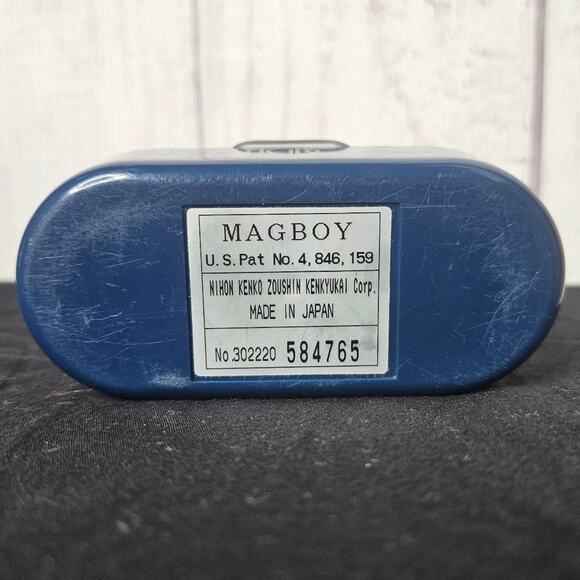 MAGBOY
U.S.Pat No.4,846,159
NIHON KENKO ZOUSHIN KENKYUKAI Corp.
MADE IN JAPAN
No.302220 584765